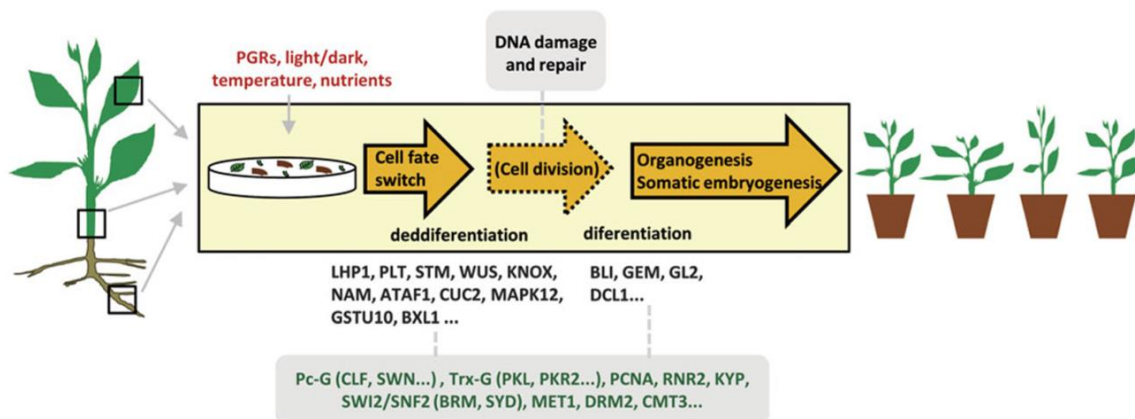 DNA damage
and repair
PGRs, light/dark,
temperature, nutrients
Cell fate
switch
(Cell division)
Organogenesis
Somatic embryogenesis
deddiferentiation
diferentiation
LHP1, PLT, STM, WUS, KNOX,
NAM, ATAF1, CUC2, MAPK12,
GSTU10, BXL1 ...
BLI, GEM, GL2,
DCL1...
Pc-G (CLF, SWN...) , Trx-G (PKL, PKR2...), PCNA, RNR2, KYP,
SWI2/SNF2 (BRM, SYD), MET1, DRM2, CMT3...